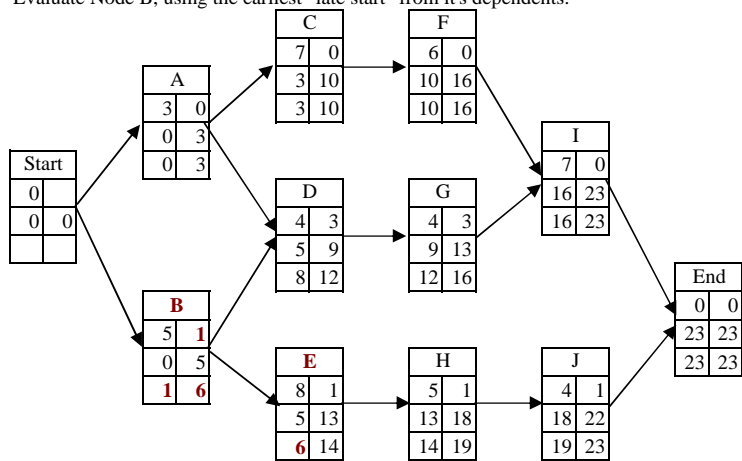 Evaluate Node B, using the earliest "late start" from it's dependents.
C
7 0
3 10
3 10
F
6 0
10 16
10 16
A
3 0
0 3
0 3
I
7 0
16 23
16 23
Start
0
0 0
D
4 3
5 9
8 12
G
4 3
9 13
12 16
End
0 0
23 23
23 23
B
5 1
0 5
1 6
E
8 1
5 13
6 14
H
5 1
13 18
14 19
J
4 1
18 22
19 23